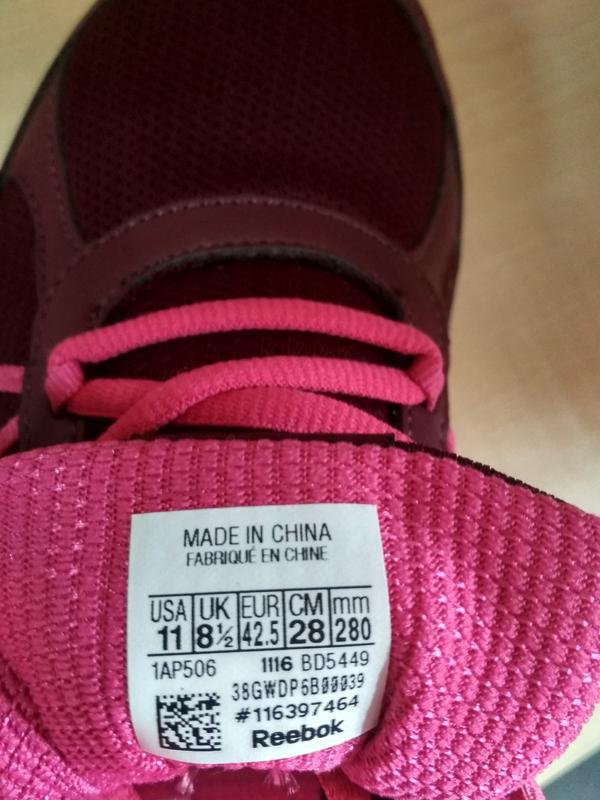 MADE IN CHINA
FABRIQUÉ EN CHINE
USA UK EUR CM mm
11 8½ 42.5 28 280
1AP506 1116 BD5449
38GWDP6B00039
#116397464
Reebok